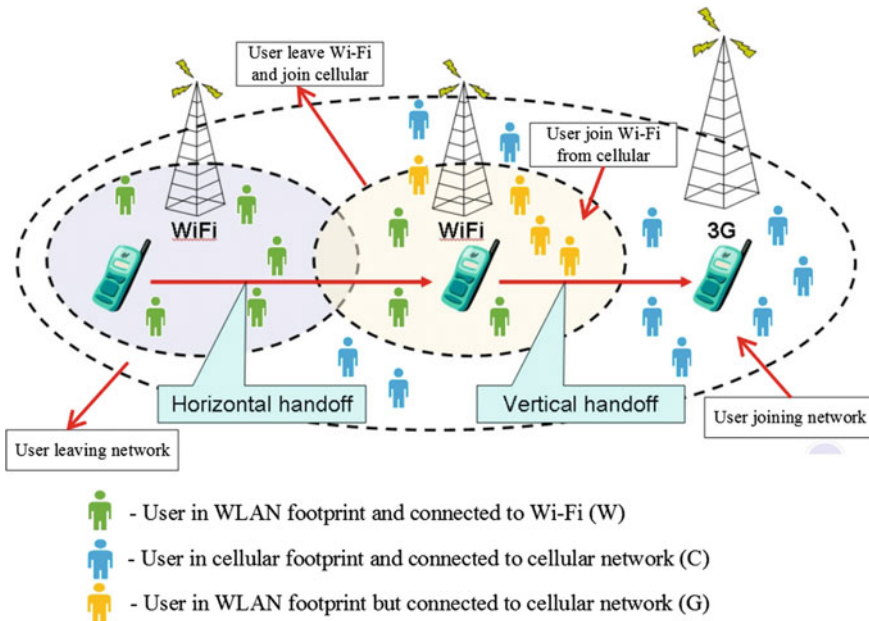 User leave Wi-Fi
and join cellular
User join Wi-Fi
from cellular
WiFi
WiFi
3G
Horizontal handoff
Vertical handoff
User leaving network
User joining network
- User in WLAN footprint and connected to Wi-Fi (W)
- User in cellular footprint and connected to cellular network (C)
- User in WLAN footprint but connected to cellular network (G)